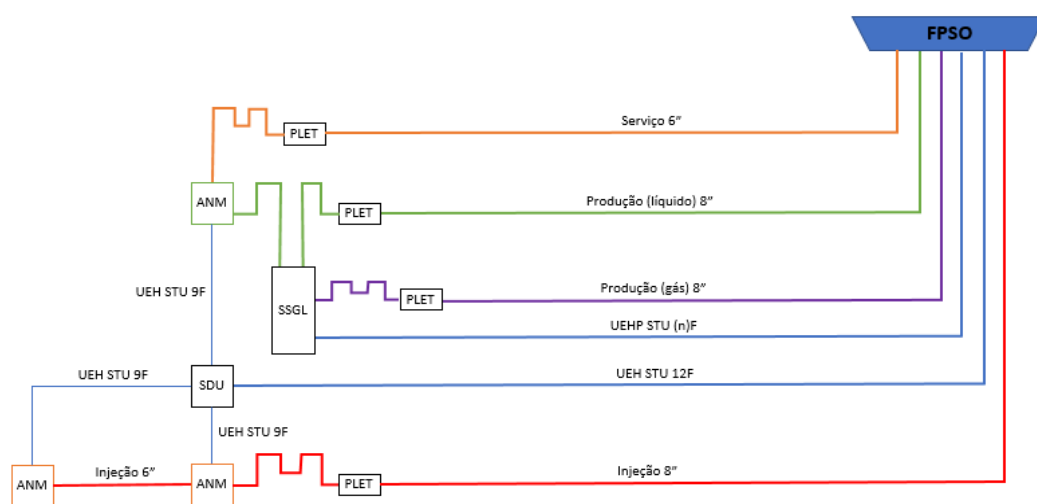 FPSO
Serviço 6”
PLET
ANM
Produção (líquido) 8”
PLET
UEH STU 9F
SSGL
Produção (gás) 8”
PLET
UEHP STU (n)F
UEH STU 9F
SDU
UEH STU 12F
UEH STU 9F
ANM
Injeção 6”
ANM
PLET
Injeção 8”